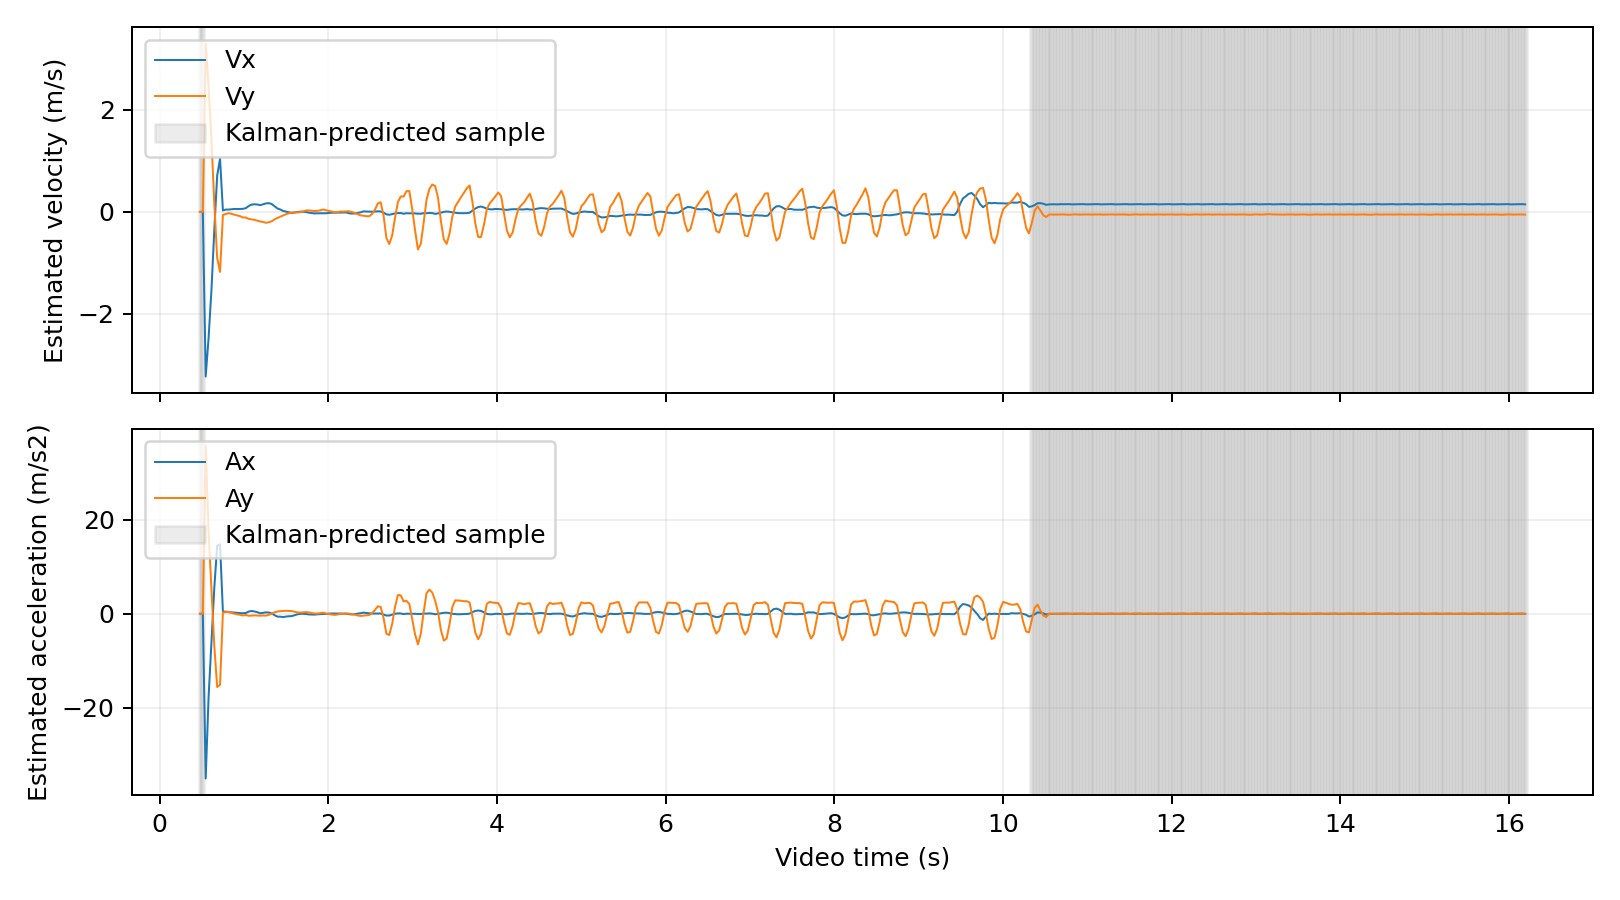 Estimated velocity (m/s)
2
0
−2
Vx
Vy
Kalman-predicted sample
Estimated acceleration (m/s2)
20
0
−20
Ax
Ay
Kalman-predicted sample
0 2 4 6 8 10 12 14 16
Video time (s)